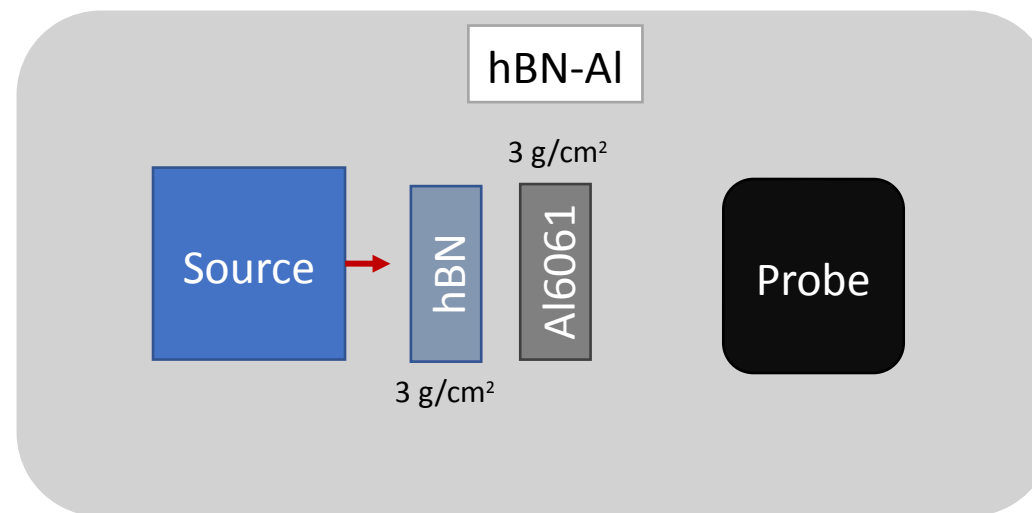 hBN-Al
3 g/cm²
Source
hBN
Al6061
Probe
3 g/cm²